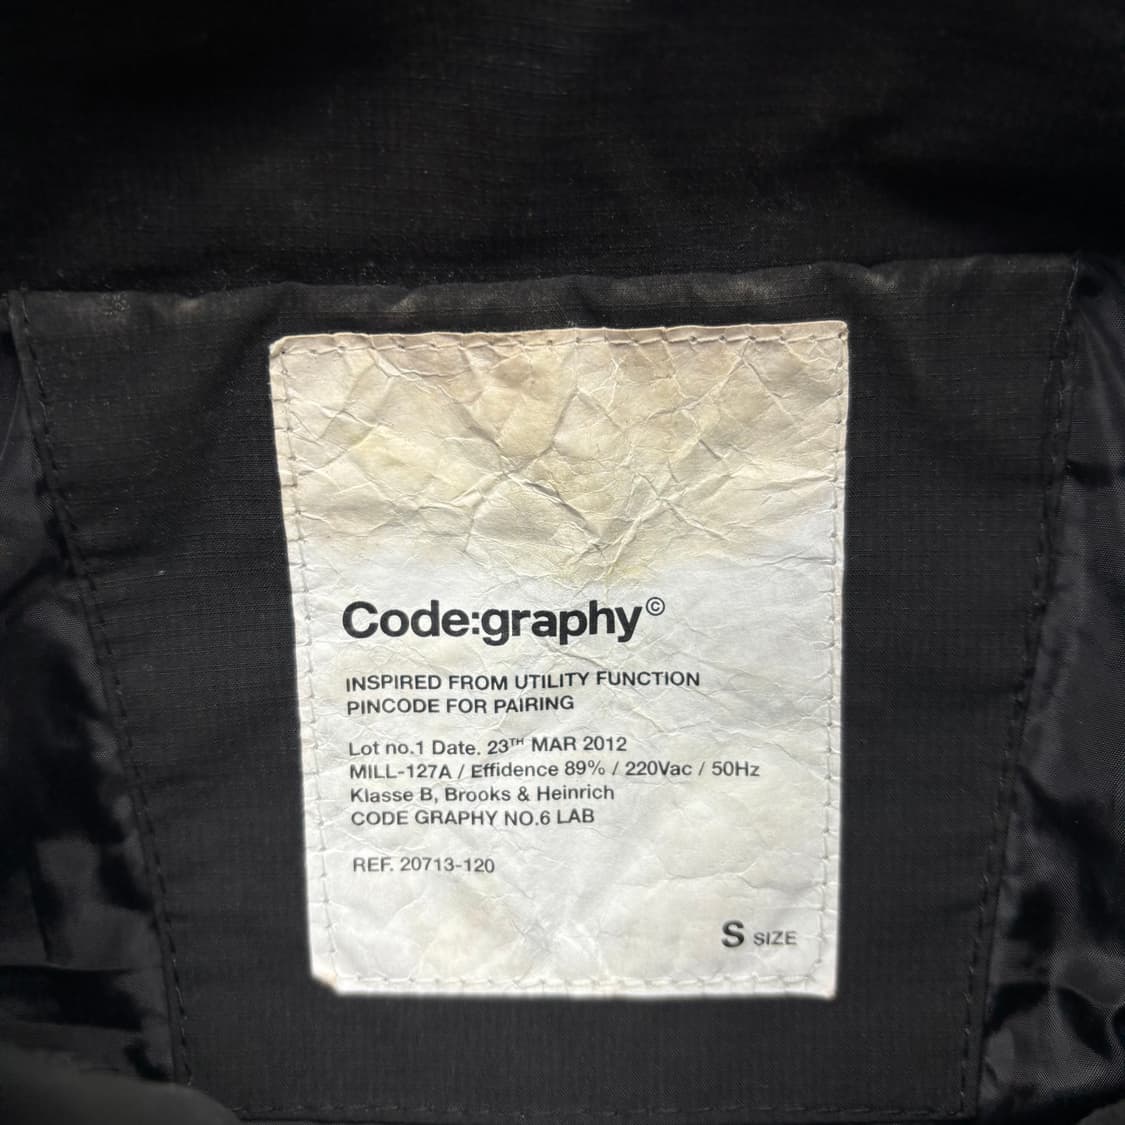 Code:graphy©
INSPIRED FROM UTILITY FUNCTION
PINCODE FOR PAIRING
Lot no.1 Date. 23TH MAR 2012
MILL-127A / Effidence 89% / 220Vac / 50Hz
Klasse B, Brooks & Heinrich
CODE GRAPHY NO.6 LAB
REF. 20713-120
S SIZE